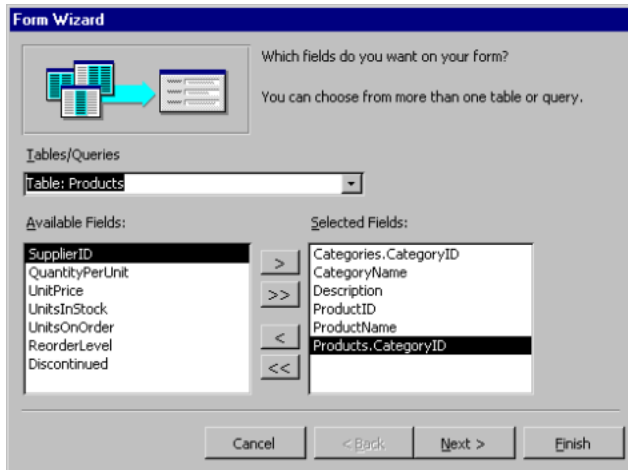 Form Wizard
Which fields do you want on your form?
You can choose from more than one table or query.
Tables/Queries
Table: Products
Available Fields:
SupplierID
QuantityPerUnit
UnitPrice
UnitsInStock
UnitsOnOrder
ReorderLevel
Discontinued
>
>>
<
<<
Selected Fields:
Categories.CategoryID
CategoryName
Description
ProductID
ProductName
Products.CategoryID
Cancel
< Back
Next >
Finish